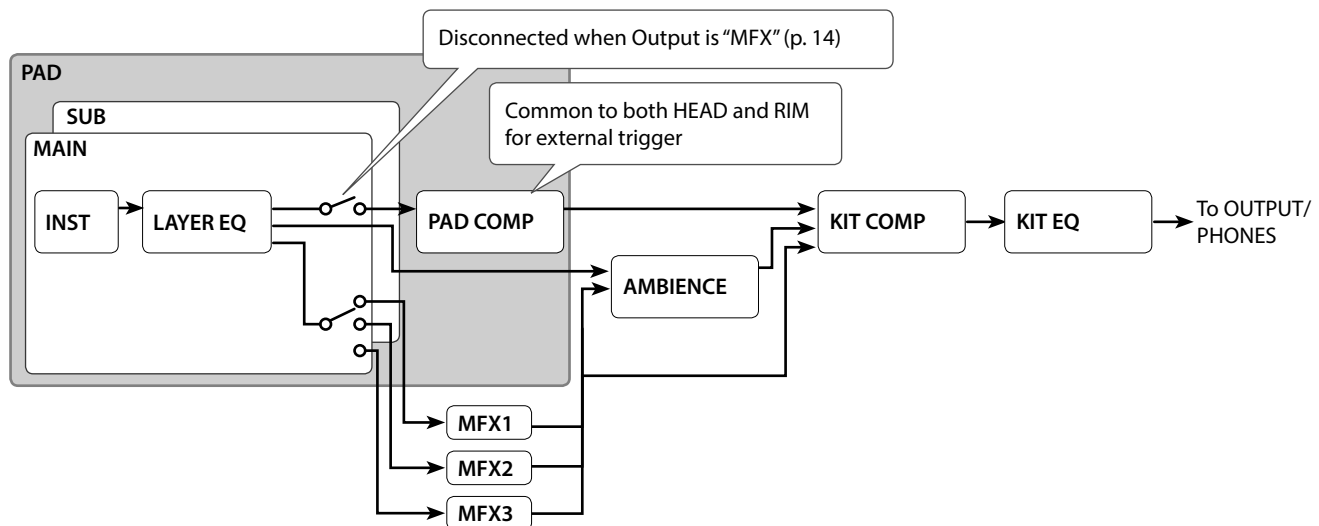 Disconnected when Output is “MFX” (p. 14)
PAD
Common to both HEAD and RIM
for external trigger
SUB
MAIN
INST
LAYER EQ
PAD COMP
KIT COMP
KIT EQ
To OUTPUT/
PHONES
AMBIENCE
MFX1
MFX2
MFX3